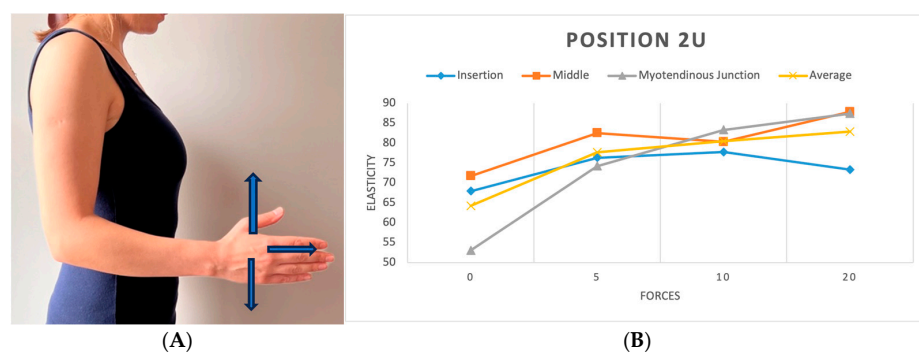 POSITION 2U
Insertion Middle Myotendinous Junction Average
90
85
80
75
70
65
60
55
50
ELASTICITY
0 5 10 20
FORCES
(A) (B)